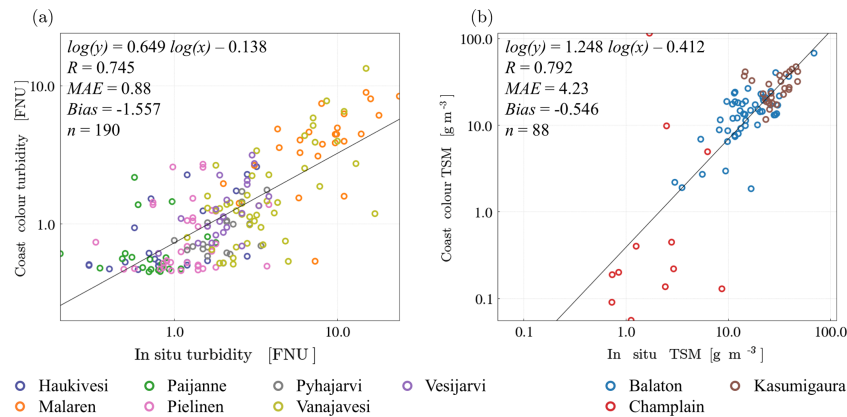 (a)
log(y) = 0.649 log(x) – 0.138
R = 0.745
MAE = 0.88
Bias = -1.557
n = 190
Coast colour turbidity [FNU]
10.0
1.0
1.0 10.0
In situ turbidity [FNU]
(b)
log(y) = 1.248 log(x) – 0.412
R = 0.792
MAE = 4.23
Bias = -0.546
n = 88
Coast colour TSM [g m⁻³]
100.0
10.0
1.0
0.1
0.1 1.0 10.0 100.0
In situ TSM [g m⁻³]
Haukivesi Paijanne Pyhajarvi Vesijarvi
Malaren Pielinen Vanajavesi
Balaton Kasumigaura
Champlain